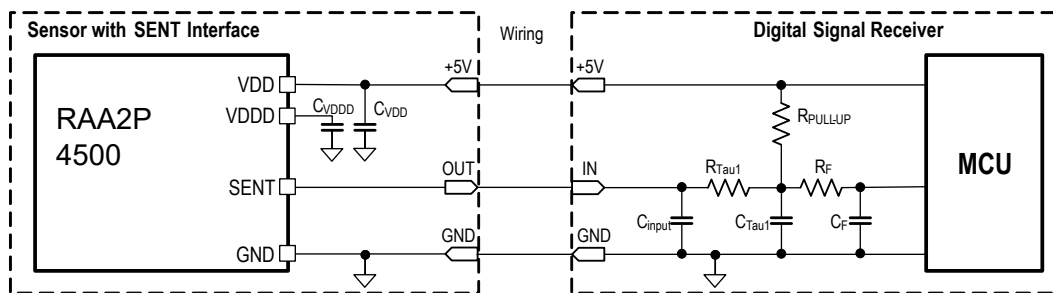 Sensor with SENT Interface
Wiring
Digital Signal Receiver
RAA2P
4500
VDD
VDDD
SENT
GND
CVDDD
CVDD
+5V
OUT
GND
+5V
IN
GND
RPULL-UP
RTau1
RF
Cinput
CTau1
CF
MCU